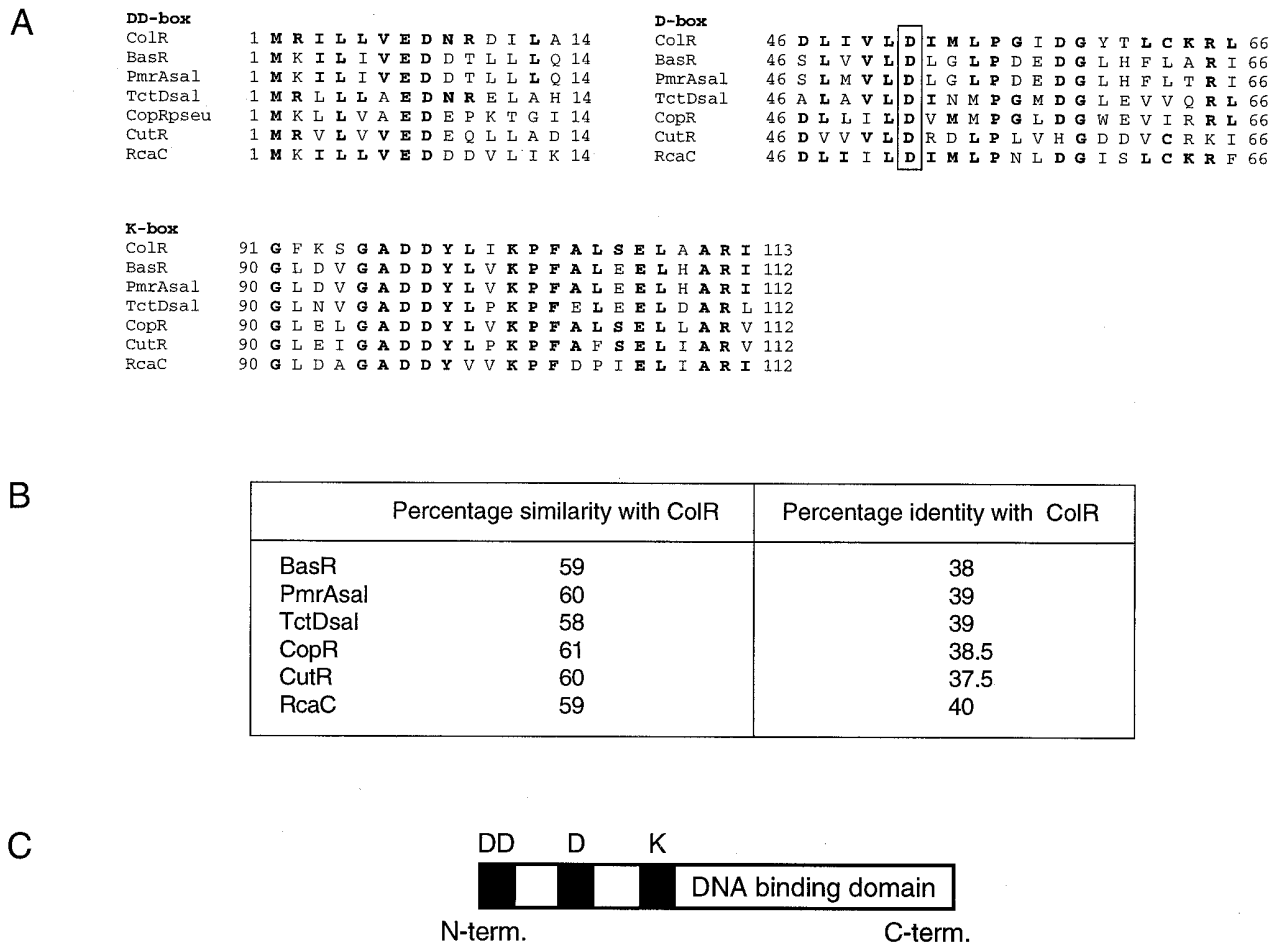 A
DD-box
ColR 1 M R I L L V E D N R D I L A 14
BasR 1 M K I L I V E D D T L L L Q 14
PmrAsal 1 M K I L I V E D D T L L L Q 14
TctDsal 1 M R L L L A E D N R E L A H 14
CopRpseu 1 M K L L V A E D E P K T G I 14
CutR 1 M R V L V V E D E Q L L A D 14
RcaC 1 M K I L L V E D D D V L I K 14
D-box
ColR 46 D L I V L D I M L P G I D G Y T L C K R L 66
BasR 46 S L V V L D L G L P D E D G L H F L A R I 66
PmrAsal 46 S L M V L D L G L P D E D G L H F L T R I 66
TctDsal 46 A L A V L D I N M P G M D G L E V V Q R L 66
CopR 46 D L L I L D V M M P G L D G W E V I R R L 66
CutR 46 D V V V L D R D L P L V H G D D V C R K I 66
RcaC 46 D L I I L D I M L P N L D G I S L C K R F 66
K-box
ColR 91 G F K S G A D D Y L I K P F A L S E L A A R I 113
BasR 90 G L D V G A D D Y L V K P F A L E E L H A R I 112
PmrAsal 90 G L D V G A D D Y L V K P F A L E E L H A R I 112
TctDsal 90 G L N V G A D D Y L P K P F E L E E L D A R L 112
CopR 90 G L E L G A D D Y L V K P F A L S E L L A R V 112
CutR 90 G L E I G A D D Y L P K P F A F S E L I A R V 112
RcaC 90 G L D A G A D D Y V V K P F D P I E L I A R I 112
B
Percentage similarity with ColR Percentage identity with ColR
BasR 59 38
PmrAsal 60 39
TctDsal 58 39
CopR 61 38.5
CutR 60 37.5
RcaC 59 40
C
DD D K
DNA binding domain
N-term. C-term.